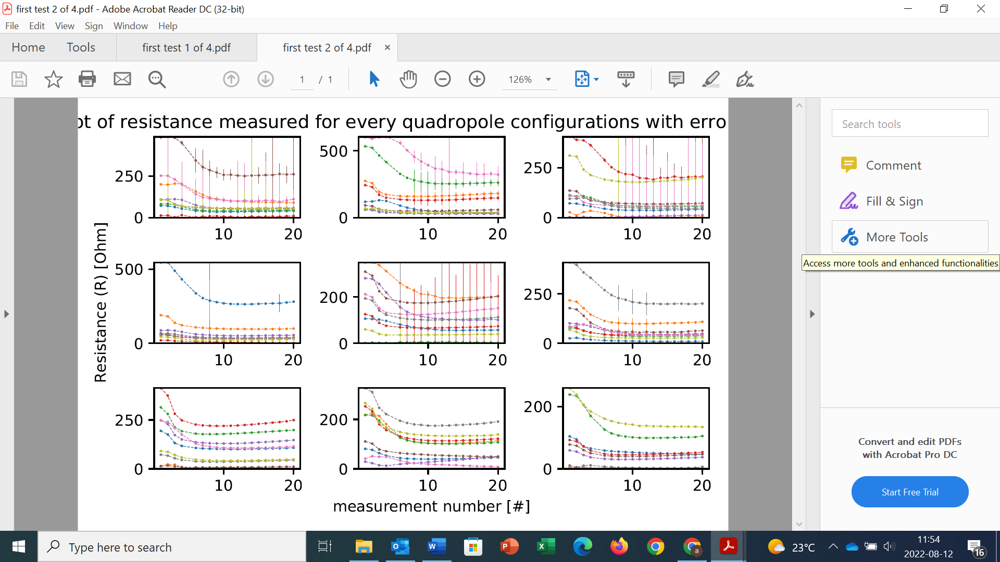 first test 2 of 4.pdf - Adobe Acrobat Reader DC (32-bit)
File Edit View Sign Window Help
Home Tools first test 1 of 4.pdf first test 2 of 4.pdf ×
1 / 1 126%
ot of resistance measured for every quadropole configurations with erro
250
0
10 20
500
0
10 20
250
0
10 20
Resistance (R) [Ohm]
500
0
10 20
200
0
10 20
250
0
10 20
250
0
10 20
200
0
10 20
200
0
10 20
measurement number [#]
Search tools
Comment
Fill & Sign
More Tools
Access more tools and enhanced functionalities
Convert and edit PDFs
with Acrobat Pro DC
Start Free Trial
Type here to search
23°C
11:54
2022-08-12
16